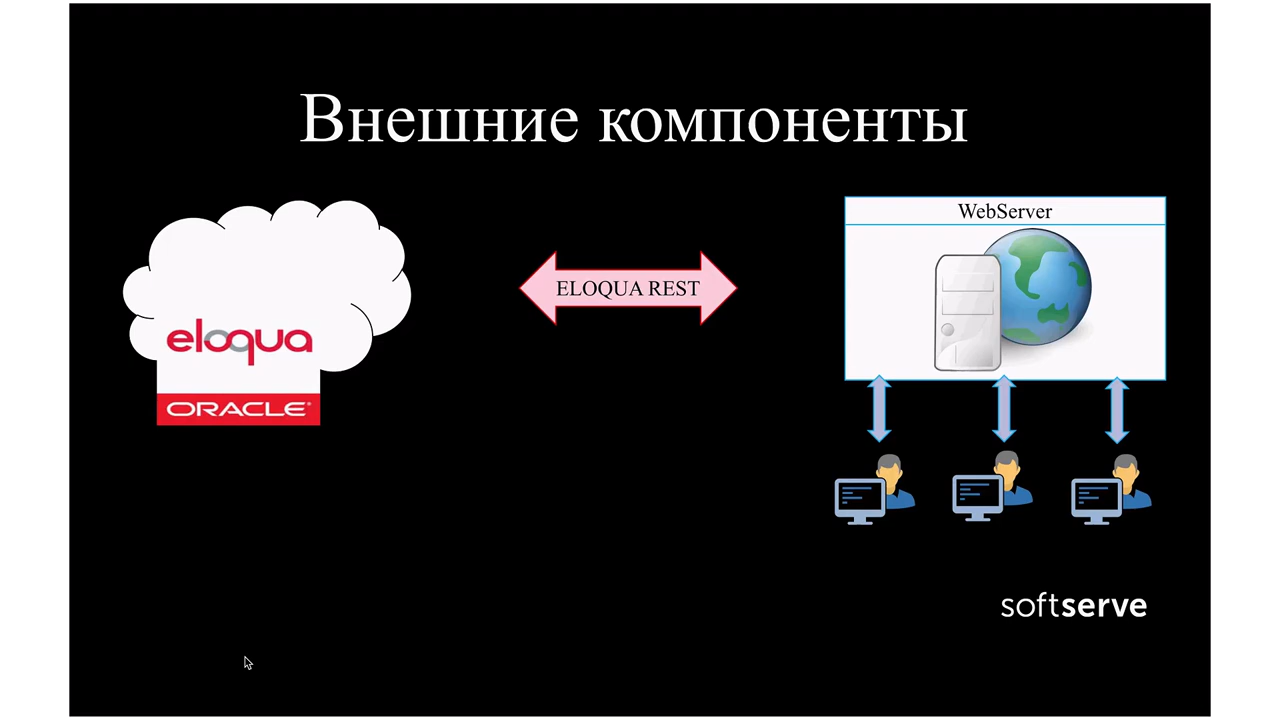 Внешние компоненты
WebServer
ELOQUA REST
eloqua
ORACLE®
softserve